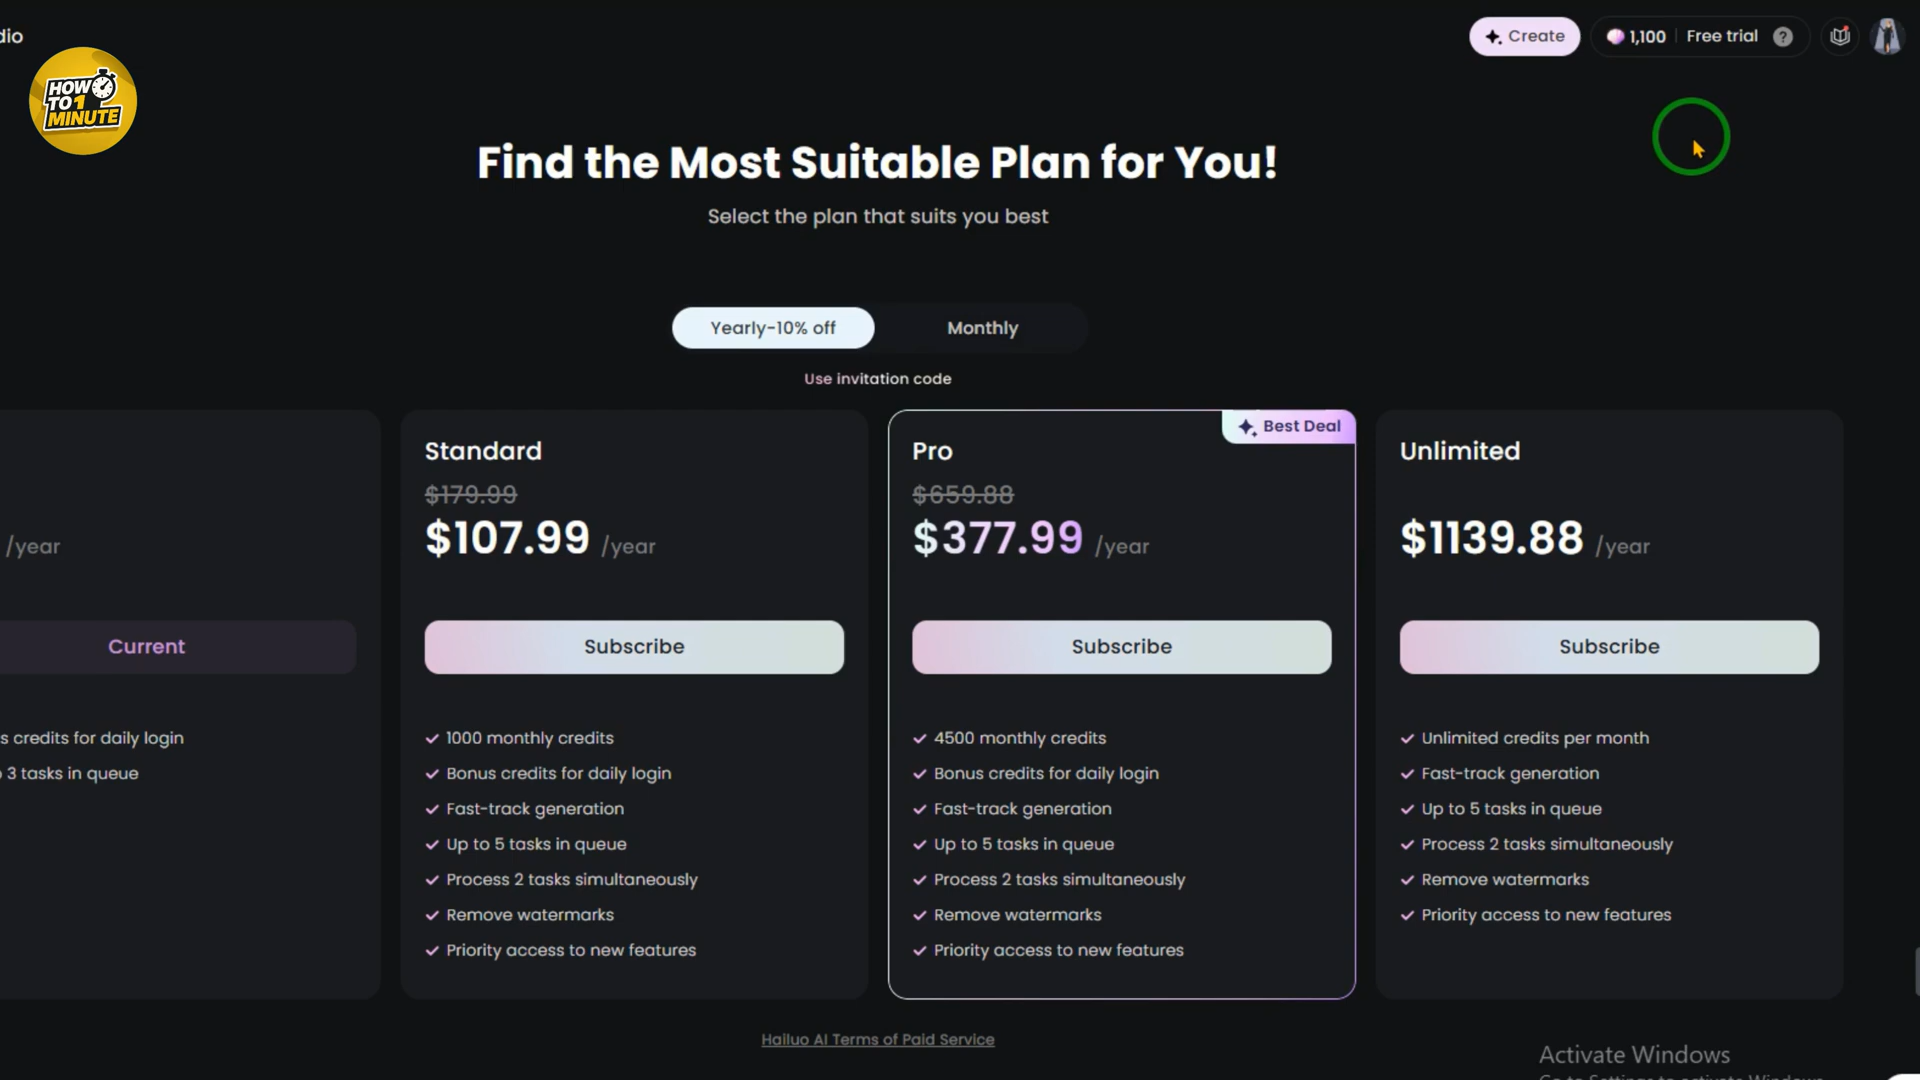 dio
Create
1,100
Free trial
?
HOW
TO 1
MINUTE
Find the Most Suitable Plan for You!
Select the plan that suits you best
Yearly-10% off
Monthly
Use invitation code
/year
Current
s credits for daily login
3 tasks in queue
Standard
$179.99
$107.99 /year
Subscribe
1000 monthly credits
Bonus credits for daily login
Fast-track generation
Up to 5 tasks in queue
Process 2 tasks simultaneously
Remove watermarks
Priority access to new features
Best Deal
Pro
$659.88
$377.99 /year
Subscribe
4500 monthly credits
Bonus credits for daily login
Fast-track generation
Up to 5 tasks in queue
Process 2 tasks simultaneously
Remove watermarks
Priority access to new features
Unlimited
$1139.88 /year
Subscribe
Unlimited credits per month
Fast-track generation
Up to 5 tasks in queue
Process 2 tasks simultaneously
Remove watermarks
Priority access to new features
Hailuo AI Terms of Paid Service
Activate Windows
Go to Settings to activate Windows